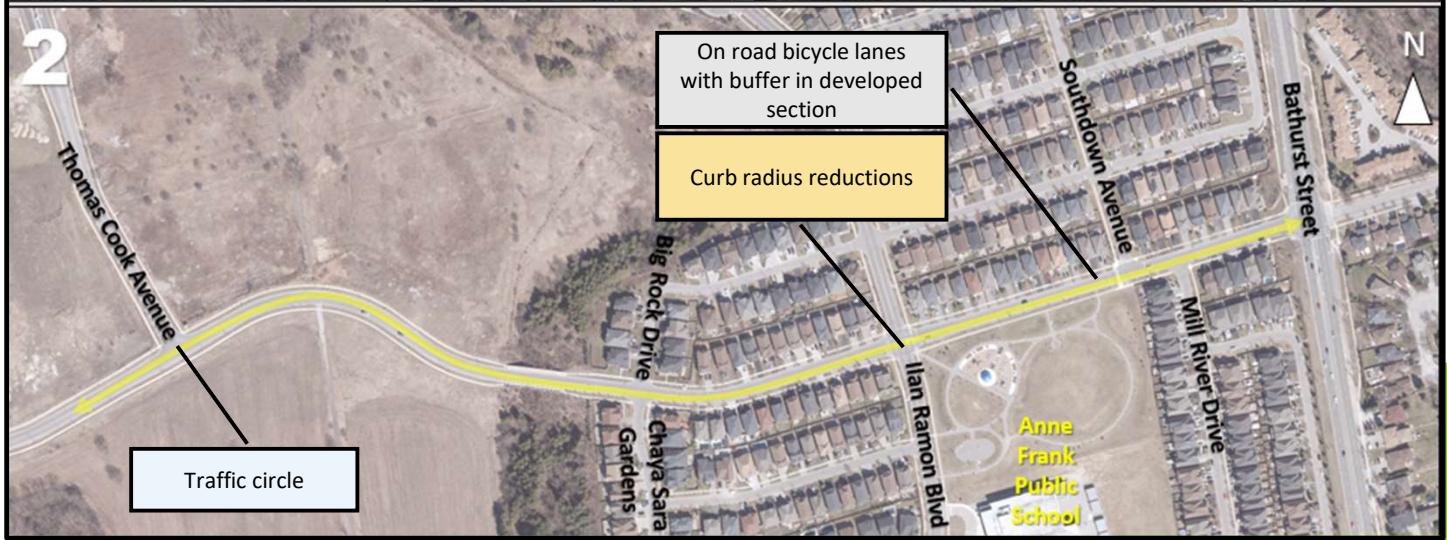 2
On road bicycle lanes
with buffer in developed
section
Curb radius reductions
N
Thomas Cook Avenue
Southdown Avenue
Bathurst Street
Big Rock Drive
Mill River Drive
Chaya Sara
Gardens
Ilan Ramon Blvd
Anne
Frank
Public
School
Traffic circle